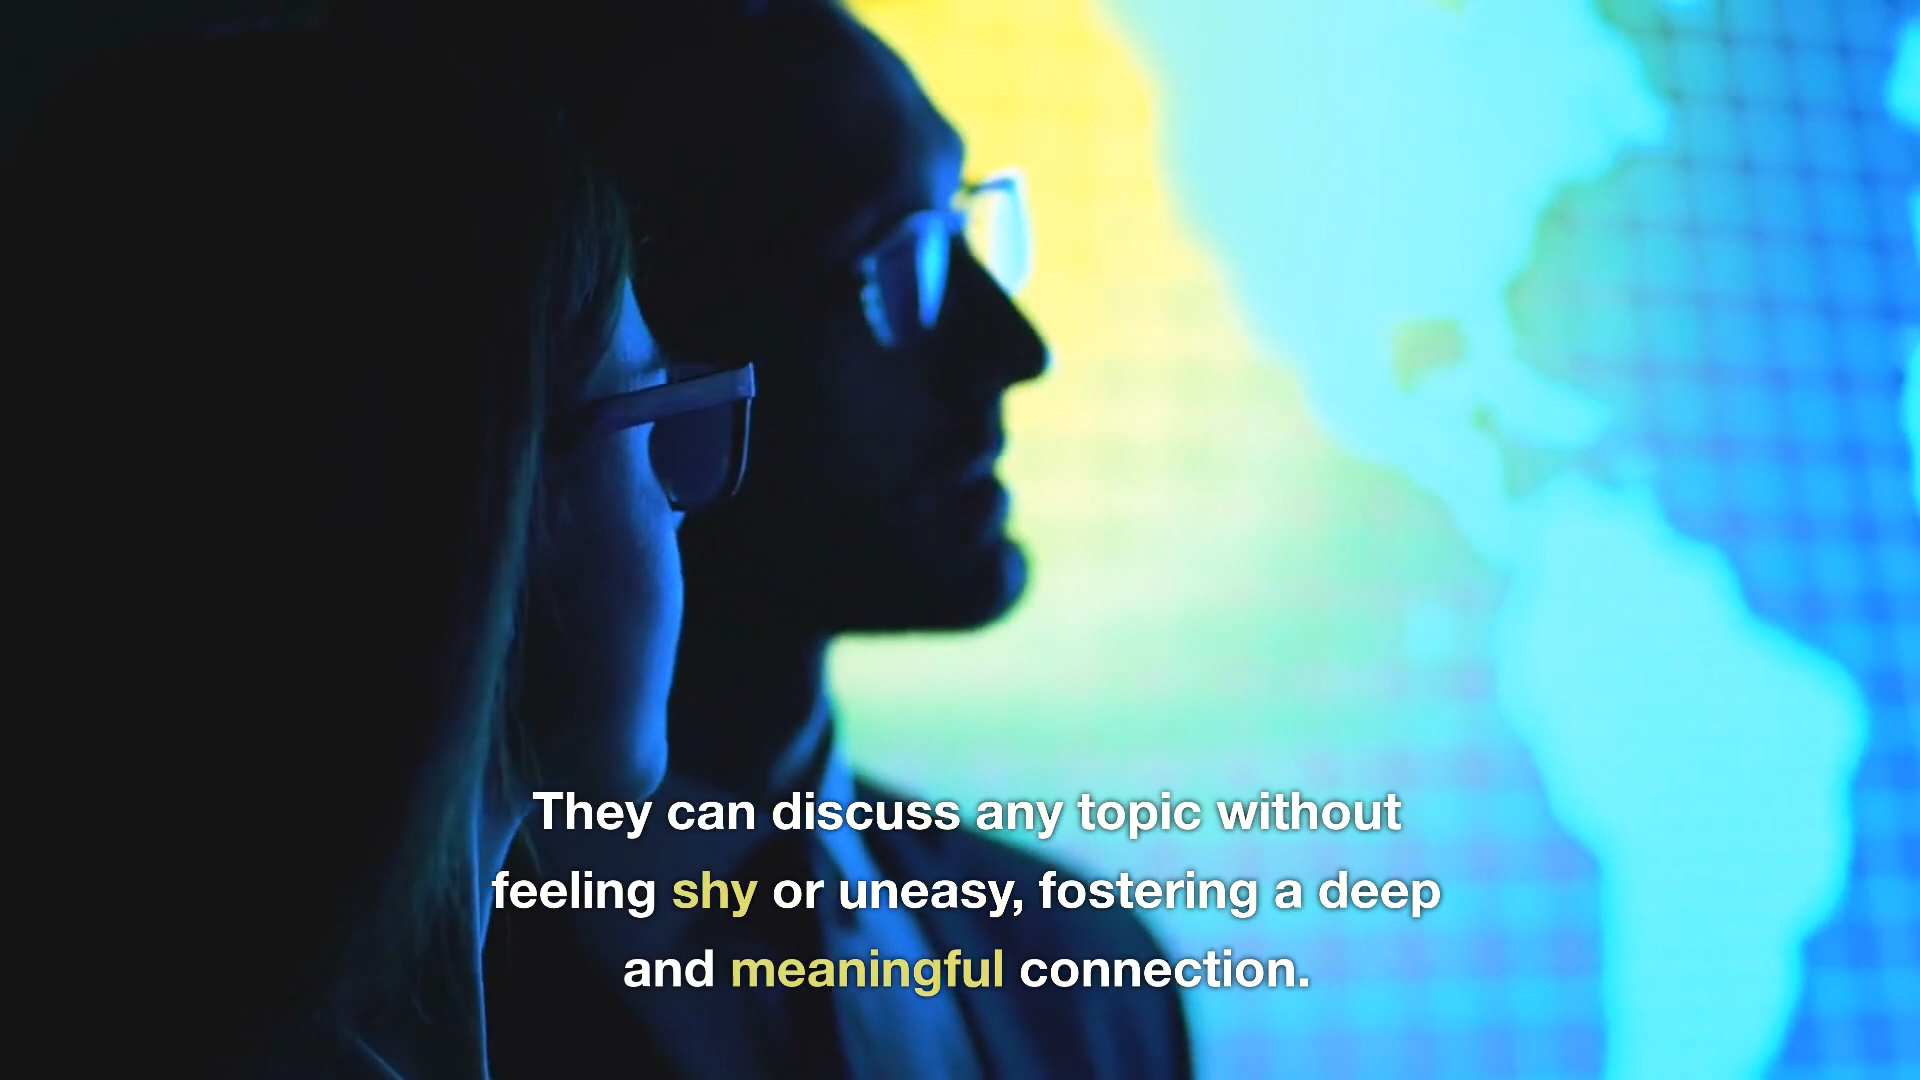 They can discuss any topic without
feeling shy or uneasy, fostering a deep
and meaningful connection.